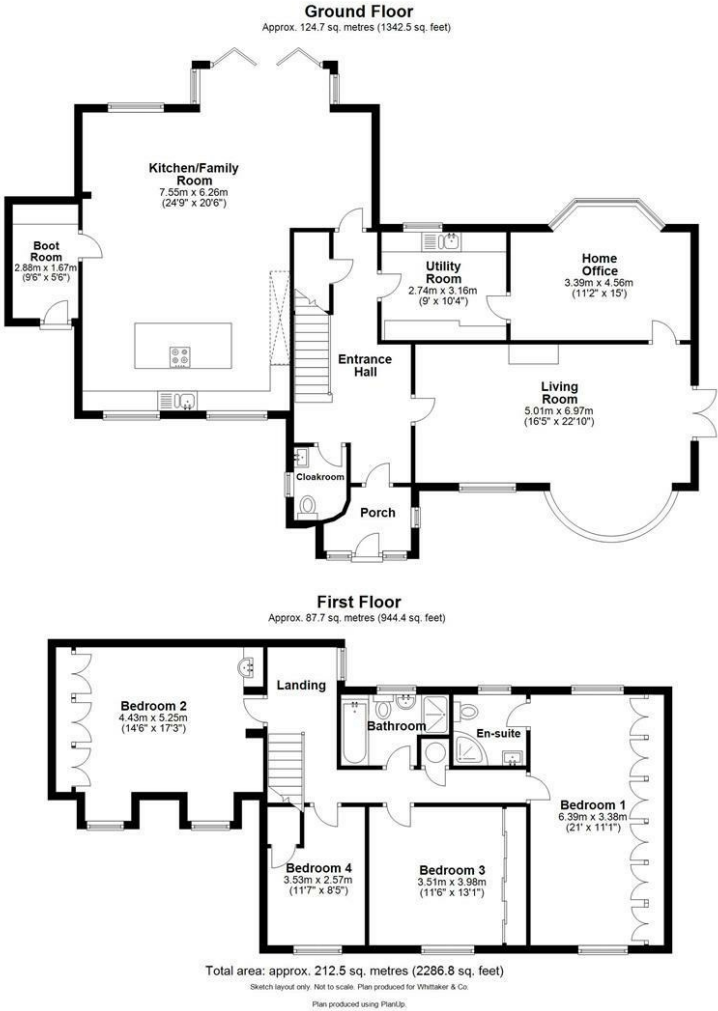 Ground Floor
Approx. 124.7 sq. metres (1342.5 sq. feet)
Kitchen/Family
Room
7.55m x 6.26m
(24'9" x 20'6")
Boot
Room
2.88m x 1.67m
(9'6" x 5'6")
Utility
Room
2.74m x 3.16m
(9' x 10'4")
Home
Office
3.39m x 4.56m
(11'2" x 15')
Entrance
Hall
Living
Room
5.01m x 6.97m
(16'5" x 22'10")
Cloakroom
Porch
First Floor
Approx. 87.7 sq. metres (944.4 sq. feet)
Bedroom 2
4.43m x 5.25m
(14'6" x 17'3")
Landing
Bathroom
En-suite
Bedroom 1
6.39m x 3.38m
(21' x 11'1")
Bedroom 4
3.53m x 2.57m
(11'7" x 8'5")
Bedroom 3
3.51m x 3.98m
(11'6" x 13'1")
Total area: approx. 212.5 sq. metres (2286.8 sq. feet)
Sketch layout only. Not to scale. Plan produced for Whittaker & Co.
Plan produced using PlanUp.